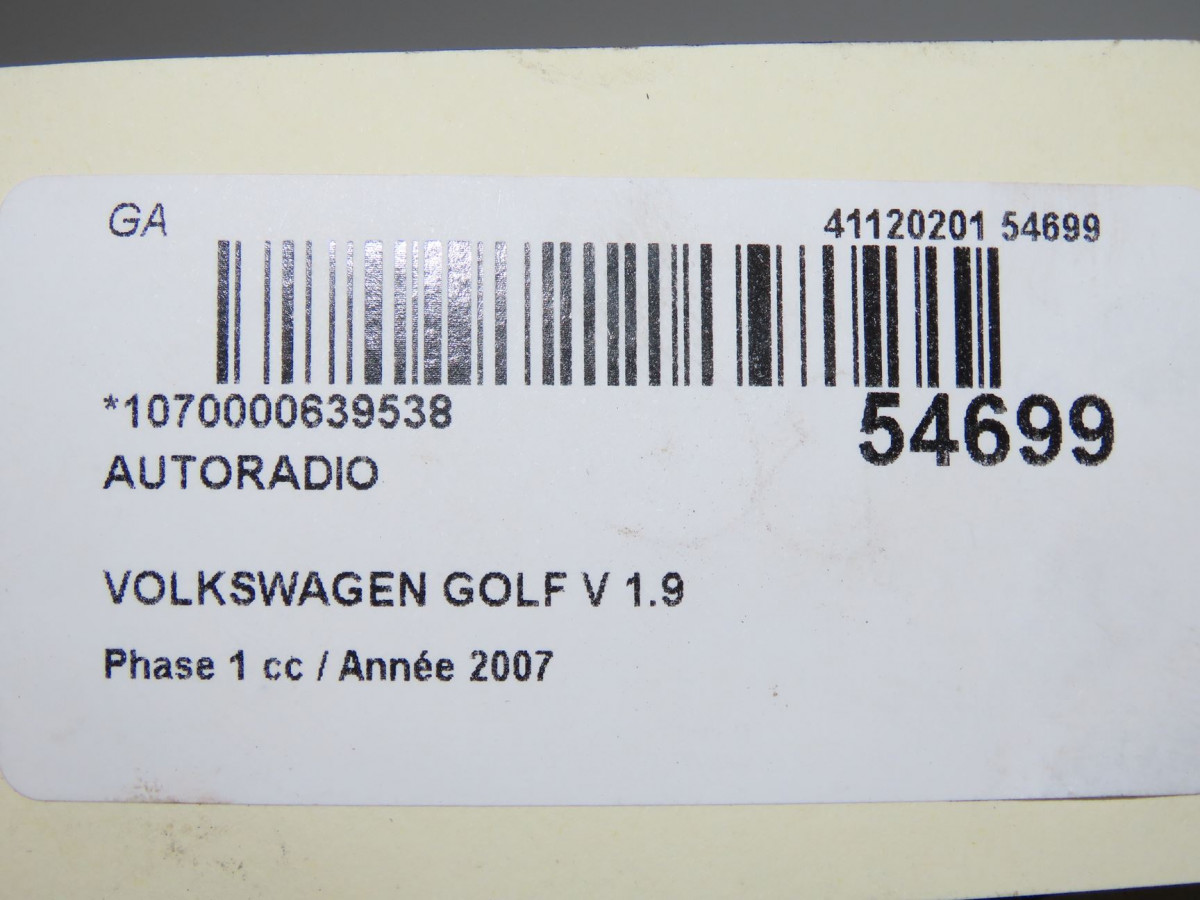 GA
41120201 54699
*1070000639538
54699
AUTORADIO
VOLKSWAGEN GOLF V 1.9
Phase 1 cc / Année 2007